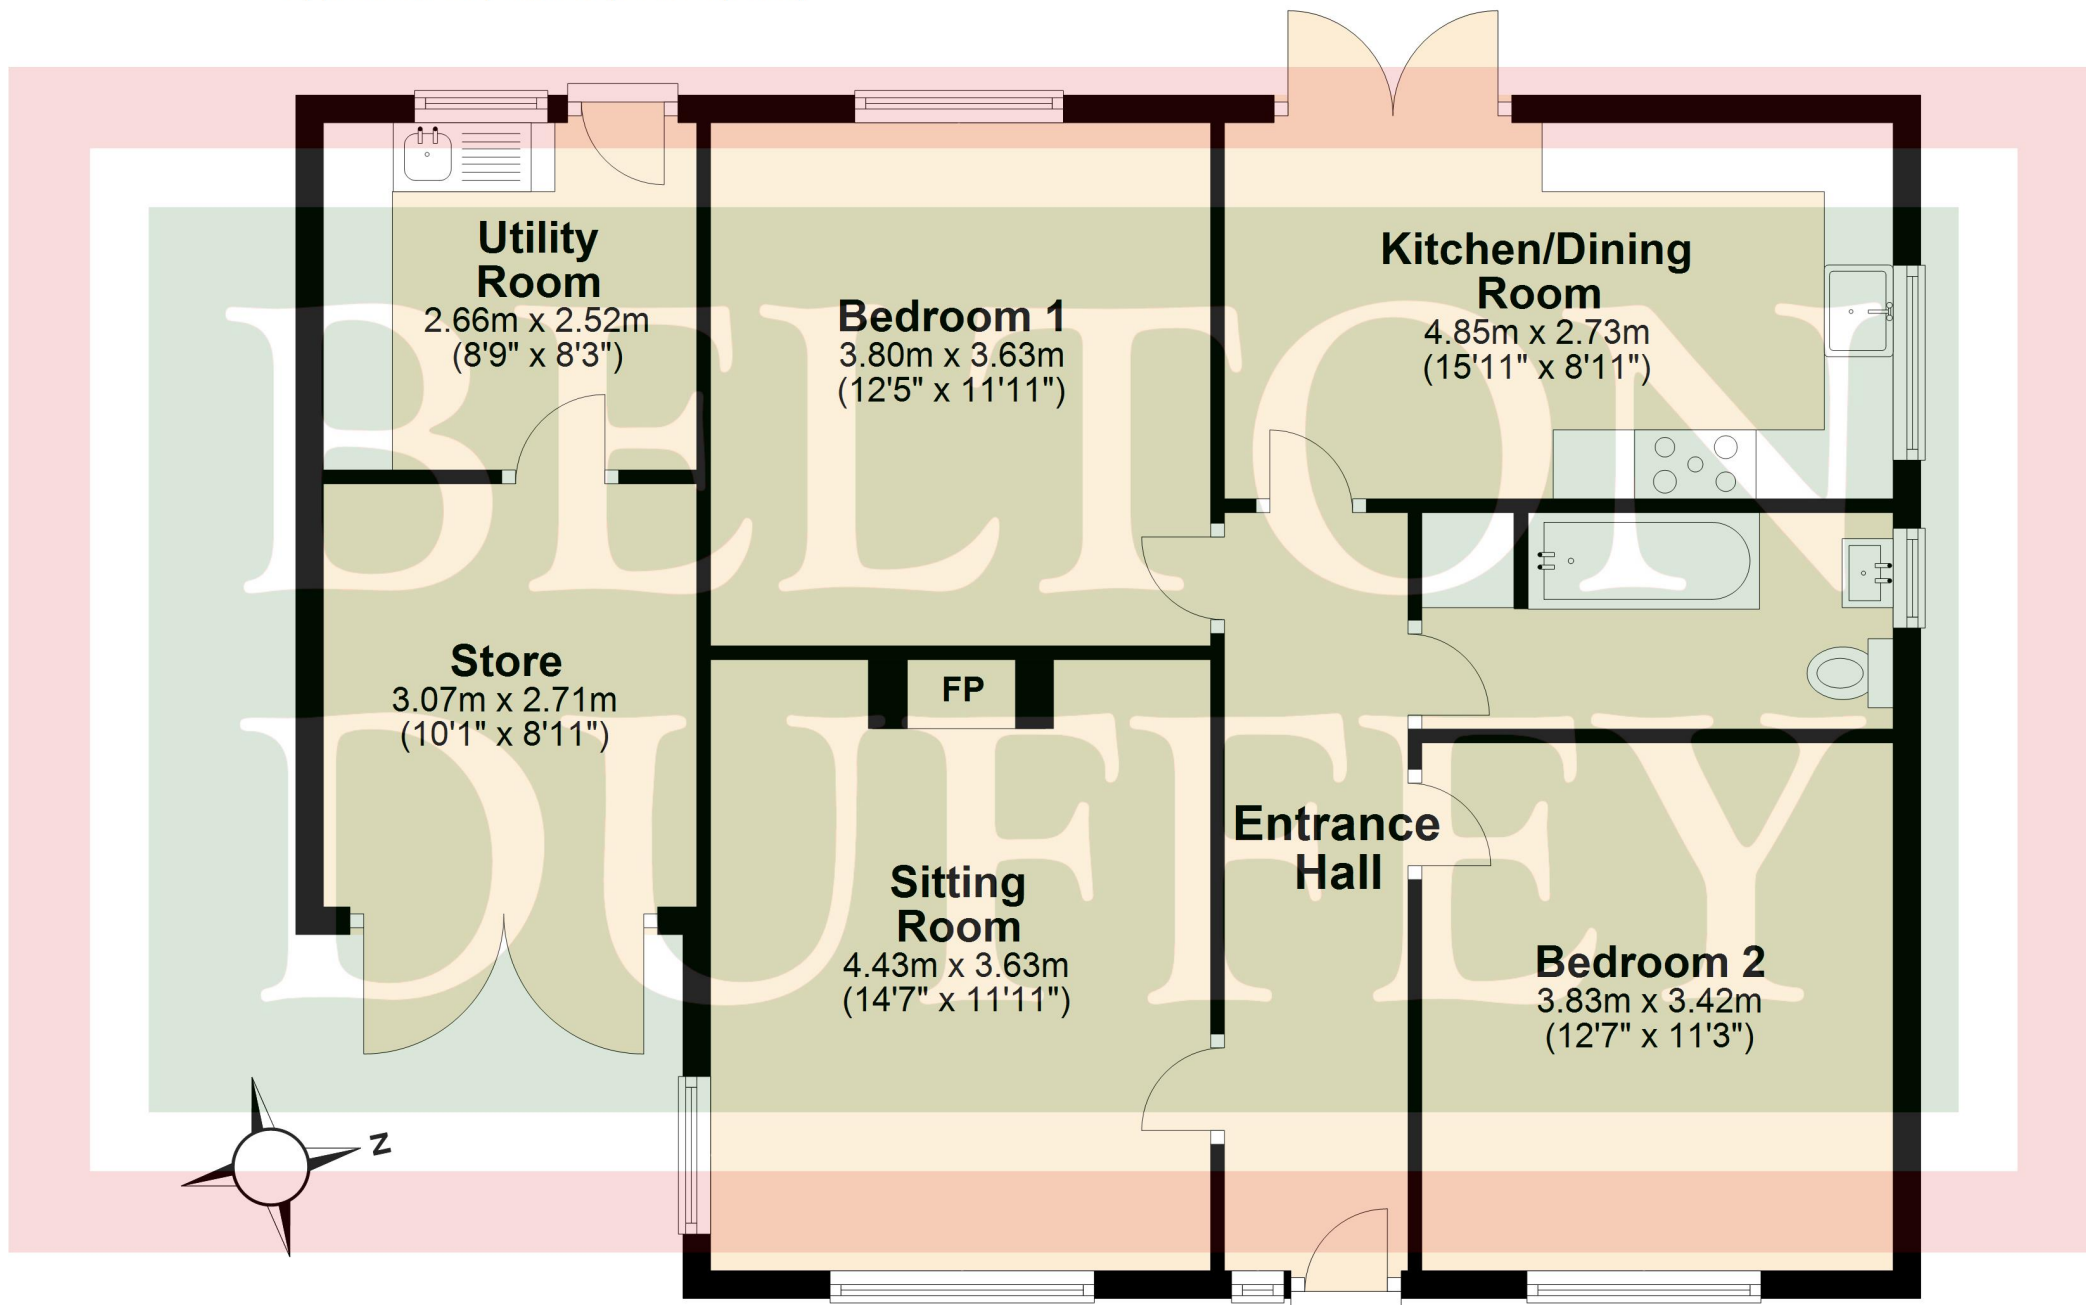 Utility
Room
2.66m x 2.52m
(8'9" x 8'3")
Bedroom 1
3.80m x 3.63m
(12'5" x 11'11")
Kitchen/Dining
Room
4.85m x 2.73m
(15'11" x 8'11")
BELTON
Store
3.07m x 2.71m
(10'1" x 8'11")
FP
DUFFEY
Entrance
Hall
Sitting
Room
4.43m x 3.63m
(14'7" x 11'11")
Bedroom 2
3.83m x 3.42m
(12'7" x 11'3")
N